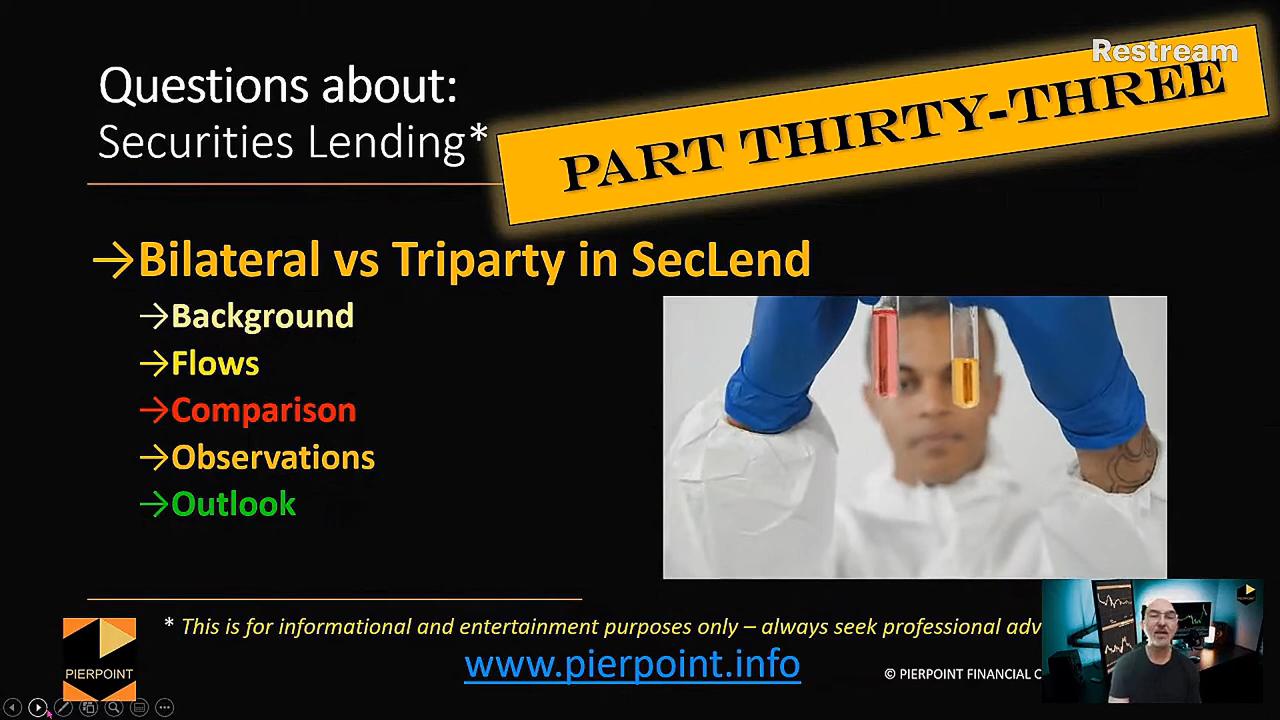 Restream
Questions about:
Securities Lending*
PART THIRTY-THREE
→Bilateral vs Triparty in SecLend
→Background
→Flows
→Comparison
→Observations
→Outlook
* This is for informational and entertainment purposes only – always seek professional adv
www.pierpoint.info
PIERPOINT
© PIERPOINT FINANCIAL C